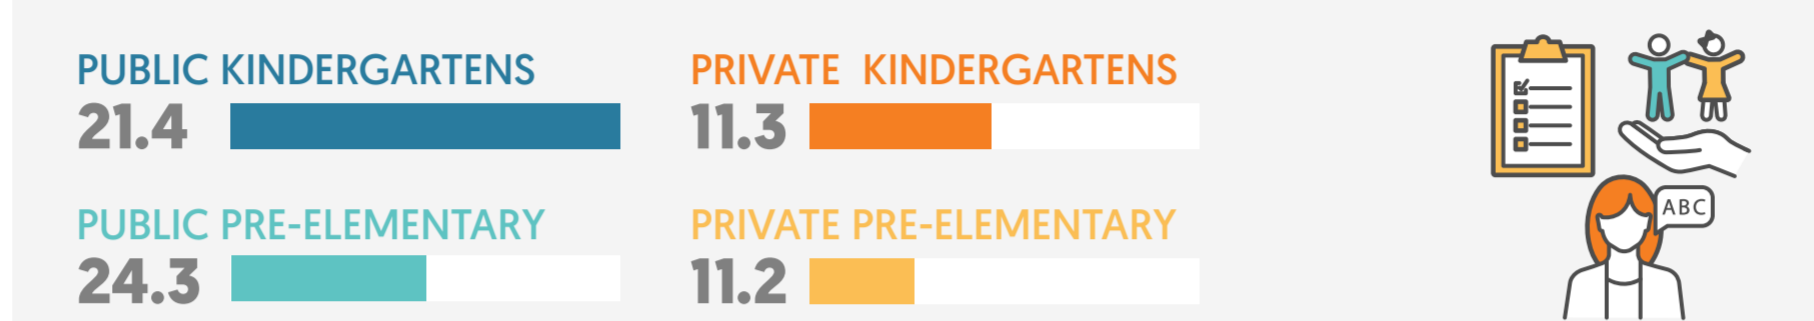 PUBLIC KINDERGARTENS
21.4
PRIVATE KINDERGARTENS
11.3
PUBLIC PRE-ELEMENTARY
24.3
PRIVATE PRE-ELEMENTARY
11.2
ABC